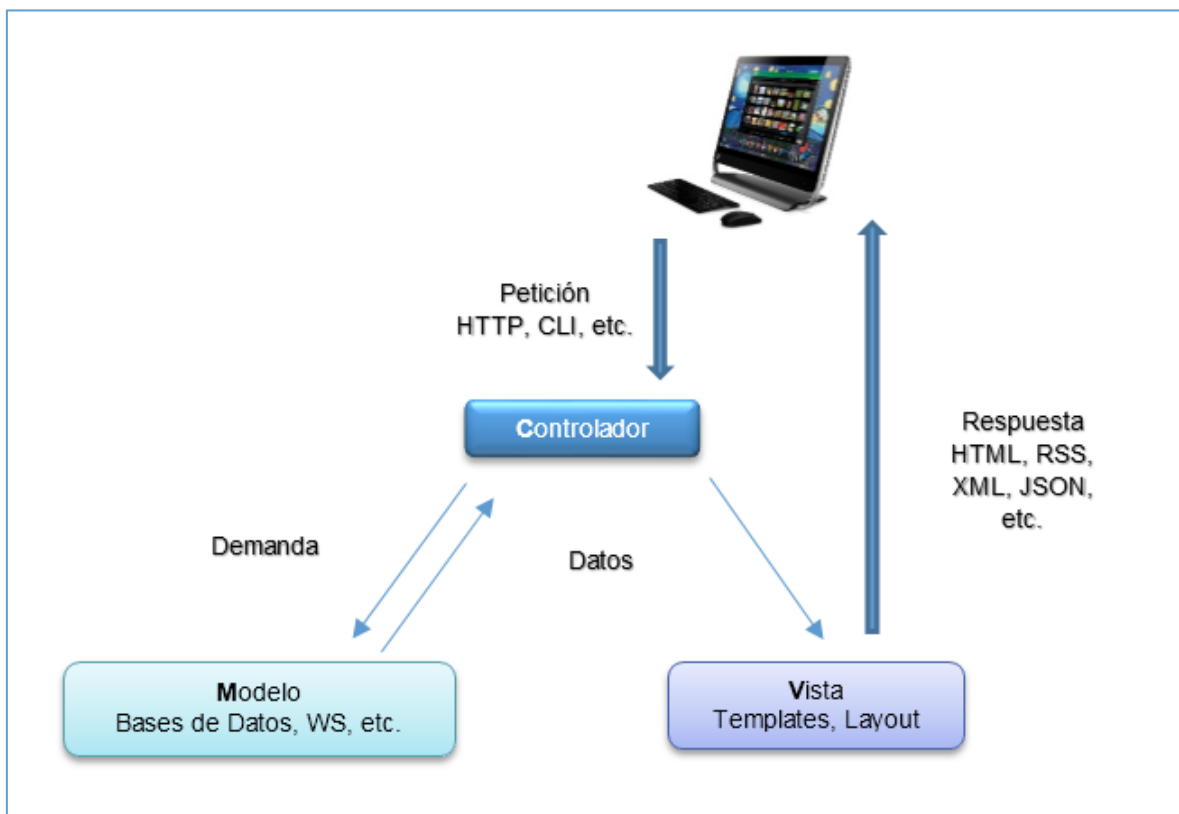 Petición
HTTP, CLI, etc.
Controlador
Respuesta
HTML, RSS,
XML, JSON,
etc.
Demanda
Datos
Modelo
Bases de Datos, WS, etc.
Vista
Templates, Layout